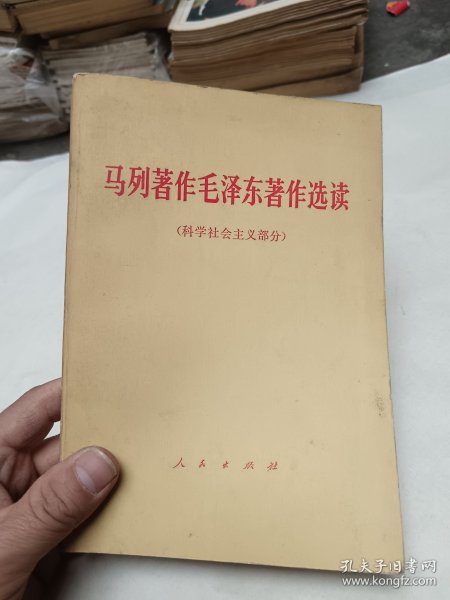 马列著作毛泽东著作选读
(科学社会主义部分)
人民出版社
孔夫子旧书网
www.kongfz.com